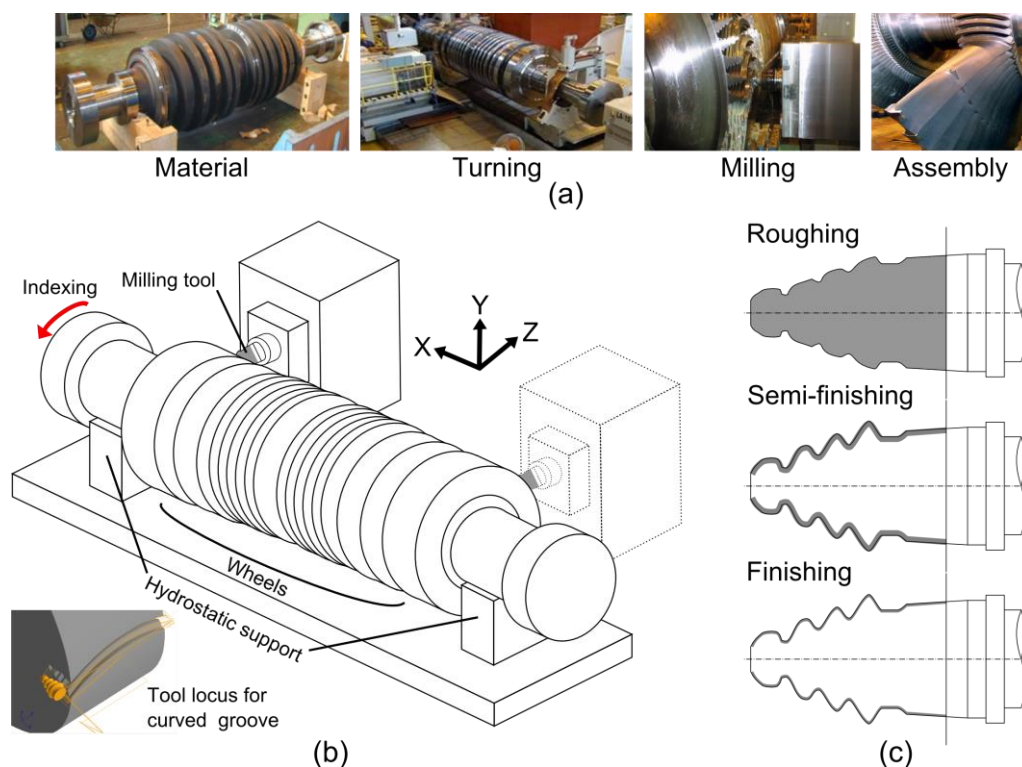 Material
Turning
Milling
Assembly
(a)
Indexing
Milling tool
Y
X
Z
Wheels
Hydrostatic support
Tool locus for
curved groove
(b)
Roughing
Semi-finishing
Finishing
(c)